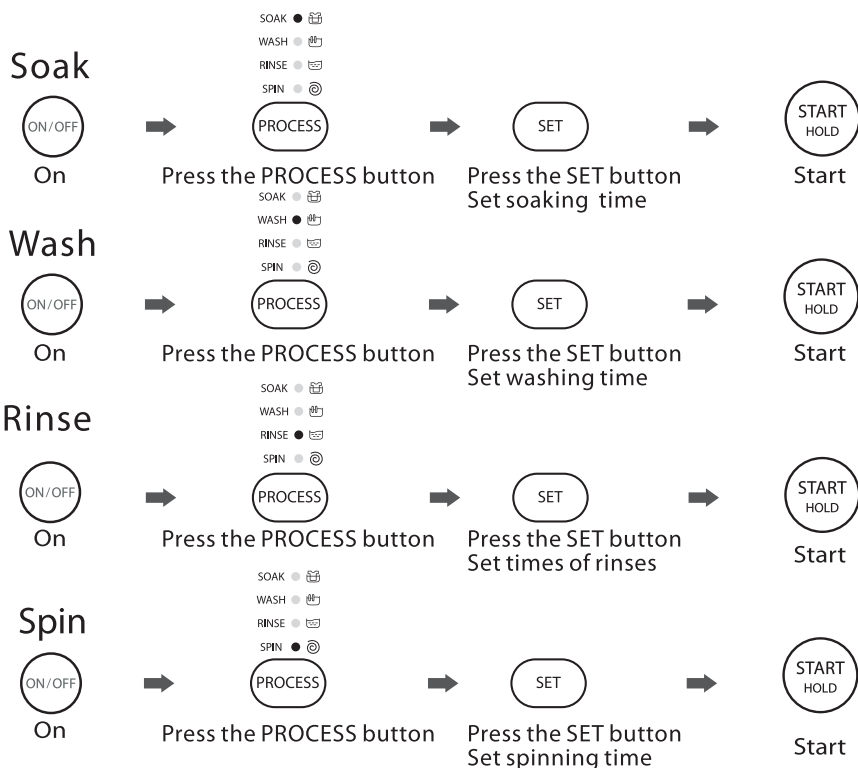 SOAK
WASH
RINSE
SPIN
Soak
ON/OFF
PROCESS
SET
START
HOLD
On
Press the PROCESS button
Press the SET button
Set soaking time
Start
SOAK
WASH
RINSE
SPIN
Wash
ON/OFF
PROCESS
SET
START
HOLD
On
Press the PROCESS button
Press the SET button
Set washing time
Start
SOAK
WASH
RINSE
SPIN
Rinse
ON/OFF
PROCESS
SET
START
HOLD
On
Press the PROCESS button
Press the SET button
Set times of rinses
Start
SOAK
WASH
RINSE
SPIN
Spin
ON/OFF
PROCESS
SET
START
HOLD
On
Press the PROCESS button
Press the SET button
Set spinning time
Start